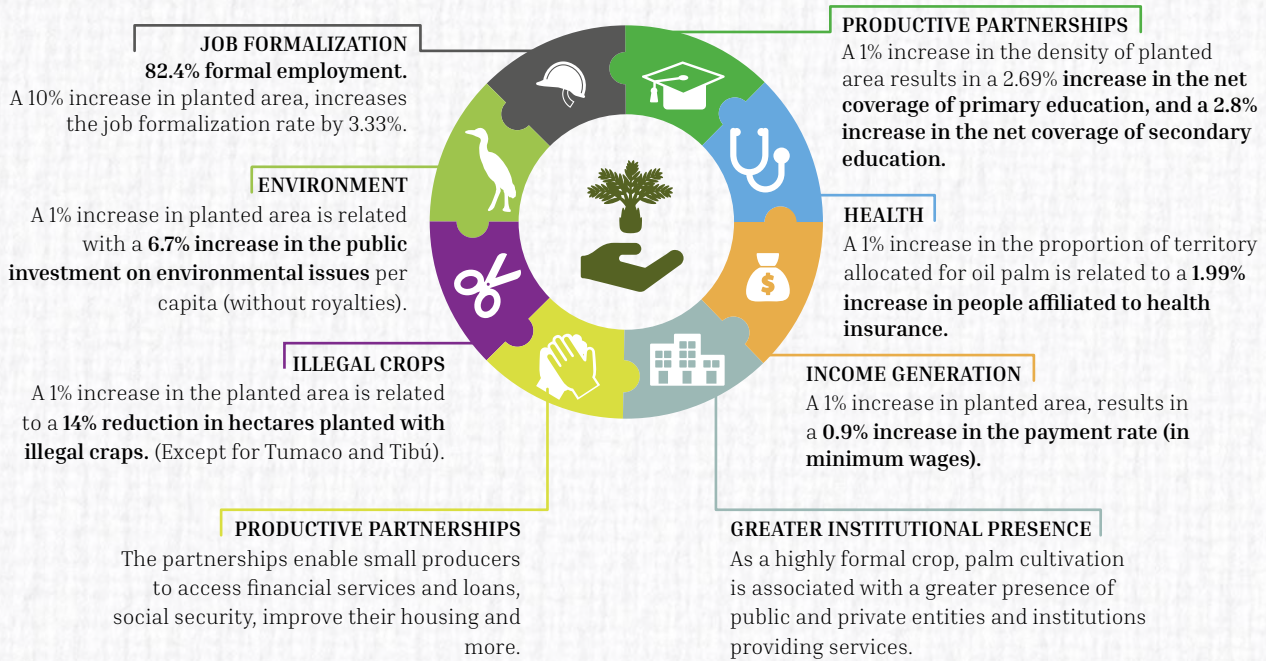 JOB FORMALIZATION
82.4% formal employment.
A 10% increase in planted area, increases
the job formalization rate by 3.33%.
ENVIRONMENT
A 1% increase in planted area is related
with a 6.7% increase in the public
investment on environmental issues per
capita (without royalties).
ILLEGAL CROPS
A 1% increase in the planted area is related
to a 14% reduction in hectares planted with
illegal craps. (Except for Tumaco and Tibú).
PRODUCTIVE PARTNERSHIPS
The partnerships enable small producers
to access financial services and loans,
social security, improve their housing and
more.
PRODUCTIVE PARTNERSHIPS
A 1% increase in the density of planted
area results in a 2.69% increase in the net
coverage of primary education, and a 2.8%
increase in the net coverage of secondary
education.
HEALTH
A 1% increase in the proportion of territory
allocated for oil palm is related to a 1.99%
increase in people affiliated to health
insurance.
$
INCOME GENERATION
A 1% increase in planted area, results in
a 0.9% increase in the payment rate (in
minimum wages).
GREATER INSTITUTIONAL PRESENCE
As a highly formal crop, palm cultivation
is associated with a greater presence of
public and private entities and institutions
providing services.